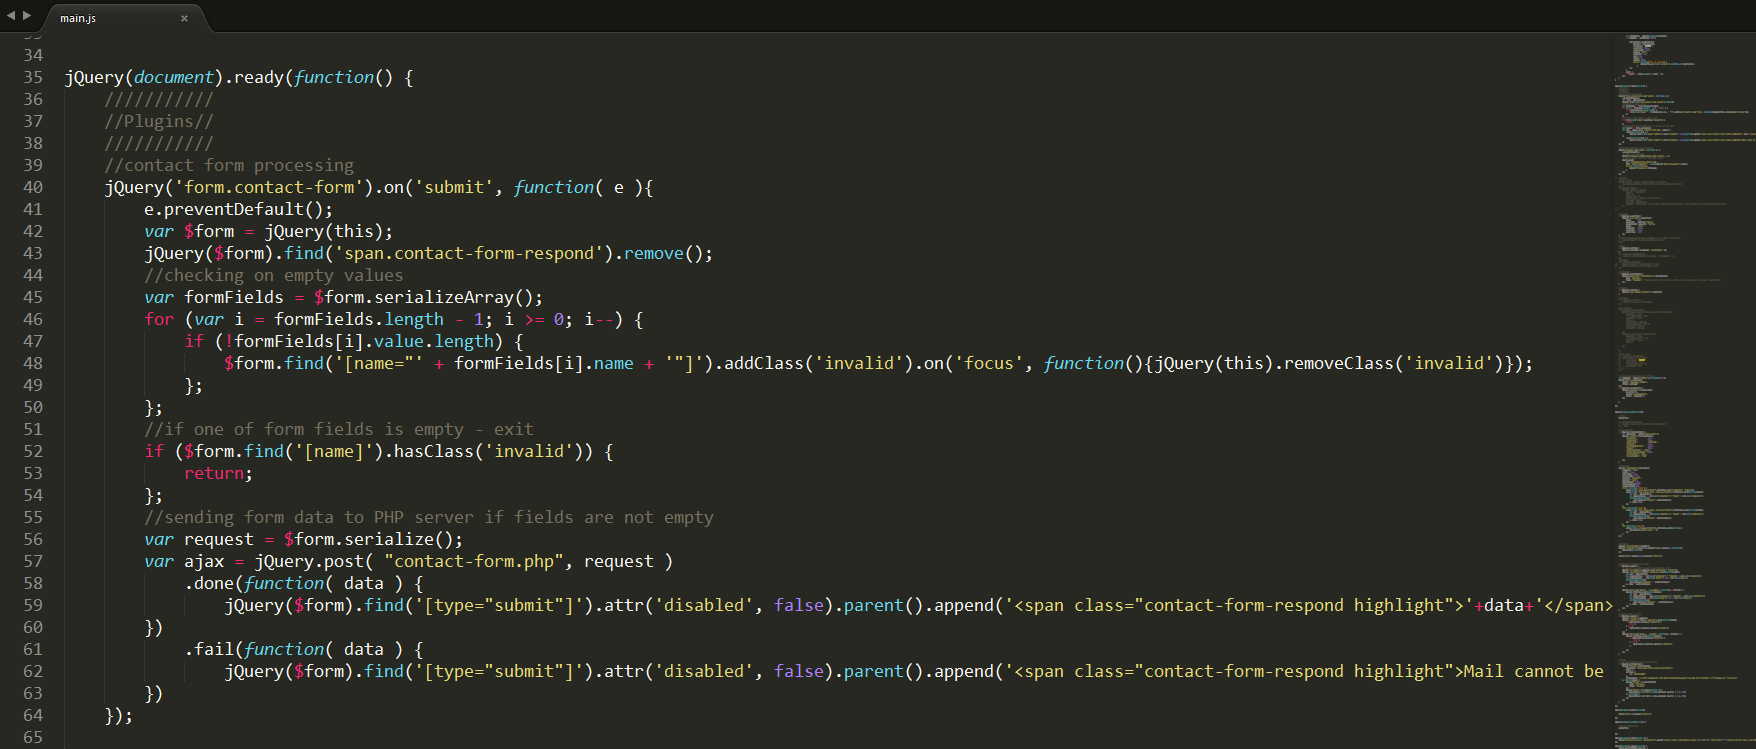 main.js
34
35 jQuery(document).ready(function() {
36 ///////////
37 //Plugins//
38 ///////////
39 //contact form processing
40 jQuery('form.contact-form').on('submit', function( e ){
41 e.preventDefault();
42 var $form = jQuery(this);
43 jQuery($form).find('span.contact-form-respond').remove();
44 //checking on empty values
45 var formFields = $form.serializeArray();
46 for (var i = formFields.length - 1; i >= 0; i--) {
47 if (!formFields[i].value.length) {
48 $form.find('[name="' + formFields[i].name + '"]').addClass('invalid').on('focus', function(){jQuery(this).removeClass('invalid')});
49 };
50 };
51 //if one of form fields is empty - exit
52 if ($form.find('[name]').hasClass('invalid')) {
53 return;
54 };
55 //sending form data to PHP server if fields are not empty
56 var request = $form.serialize();
57 var ajax = jQuery.post( "contact-form.php", request )
58 .done(function( data ) {
59 jQuery($form).find('[type="submit"]').attr('disabled', false).parent().append('<span class="contact-form-respond highlight">'+data+'</span>
60 })
61 .fail(function( data ) {
62 jQuery($form).find('[type="submit"]').attr('disabled', false).parent().append('<span class="contact-form-respond highlight">Mail cannot be
63 })
64 });
65